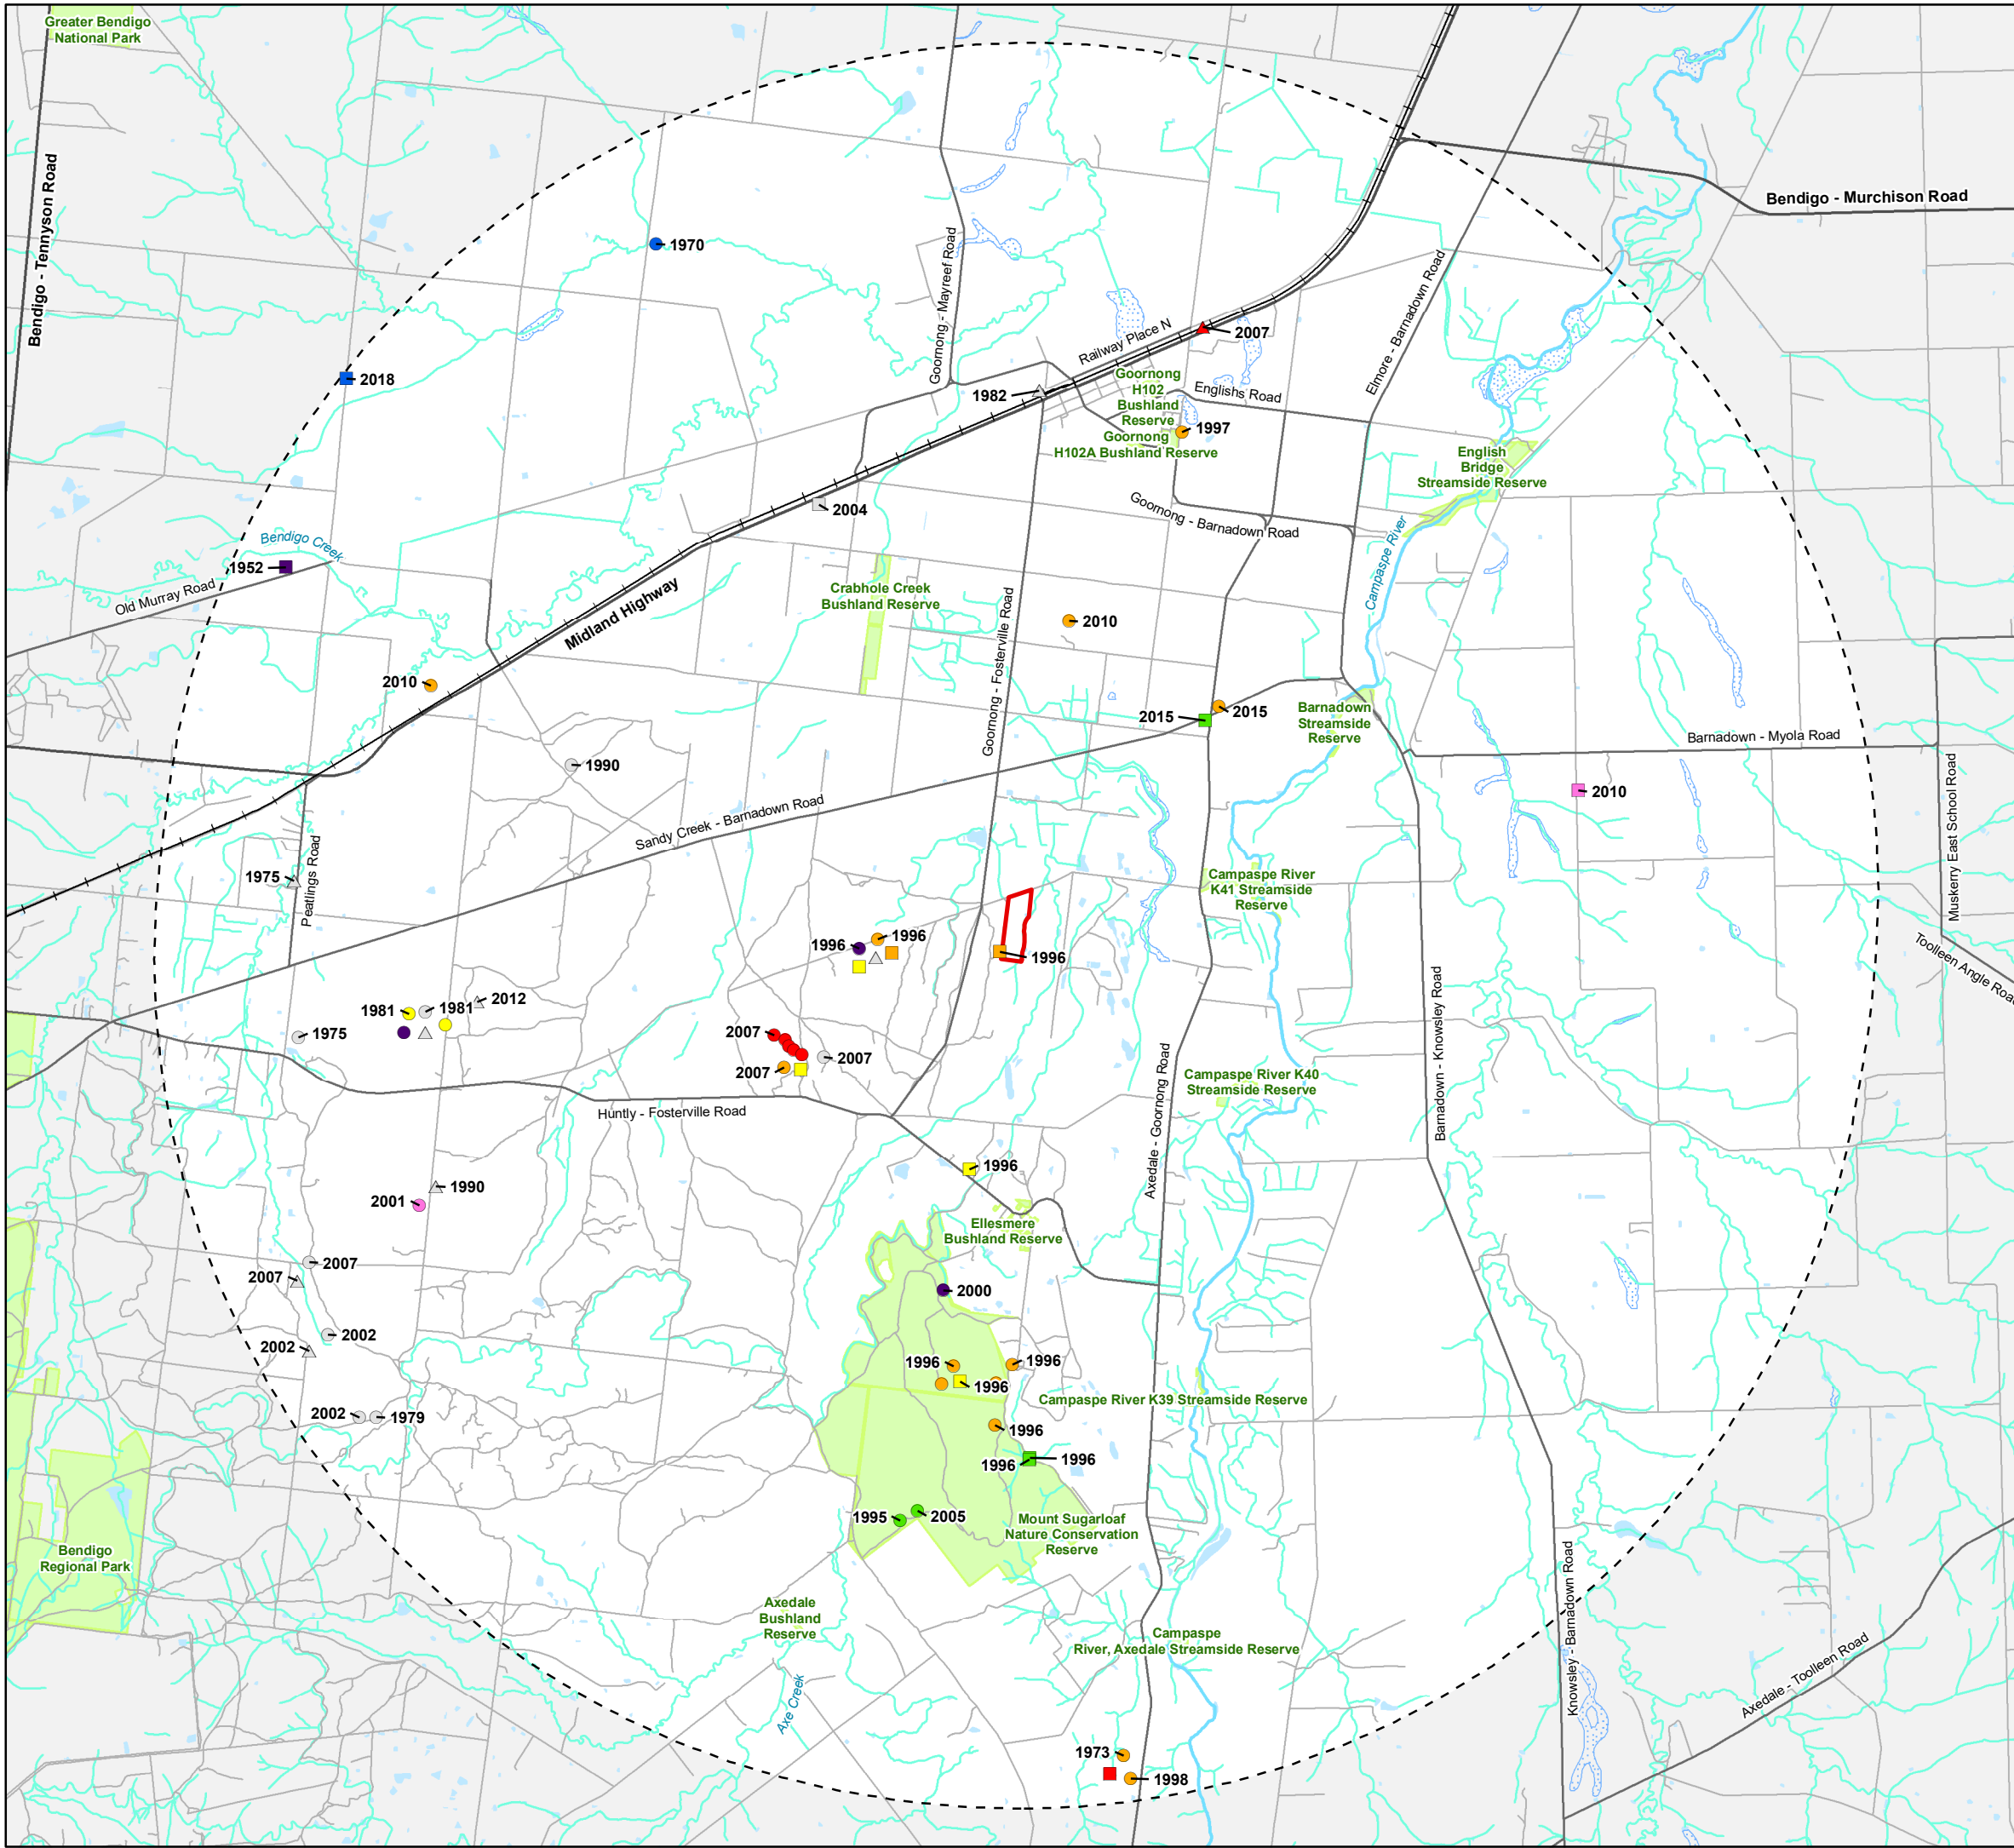 Greater Bendigo
National Park
Bendigo - Tennyson Road
Bendigo - Murchison Road
1970
Goornong - Mayreef Road
Elmore - Barnadown Road
Railway Place N
2007
2018
1982
Goornong
H102
Bushland
Reserve
Englishs Road
1997
Goornong
H102A Bushland Reserve
English
Bridge
Streamside Reserve
2004
Goornong - Barnadown Road
Bendigo Creek
1952
Old Murray Road
Campaspe River
Crabhole Creek
Bushland Reserve
Midland Highway
Goornong - Fosterville Road
2010
2010
2015
2015
Barnadown
Streamside
Reserve
Barnadown - Myola Road
1990
2010
Sandy Creek - Barnadown Road
Muskerry East School Road
Peatlings Road
1975
Campaspe River
K41 Streamside
Reserve
1996
1996
1996
Toolleen Angle Road
1981
1981
2012
1975
2007
2007
2007
Barnadown - Knowsley Road
Axedale - Goornong Road
Campaspe River K40
Streamside Reserve
Huntly - Fosterville Road
1996
1990
2001
Ellesmere
Bushland Reserve
2007
2007
2000
2002
2002
1996
1996
1996
Campaspe River K39 Streamside Reserve
2002
1979
1996
1996
1996
1995
2005
Mount Sugarloaf
Nature Conservation
Reserve
Bendigo
Regional Park
Axedale
Bushland
Reserve
Campaspe
River, Axedale Streamside Reserve
Knowsley - Barnadown Road
Axedale - Toolleen Road
Axe Creek
1973
1998